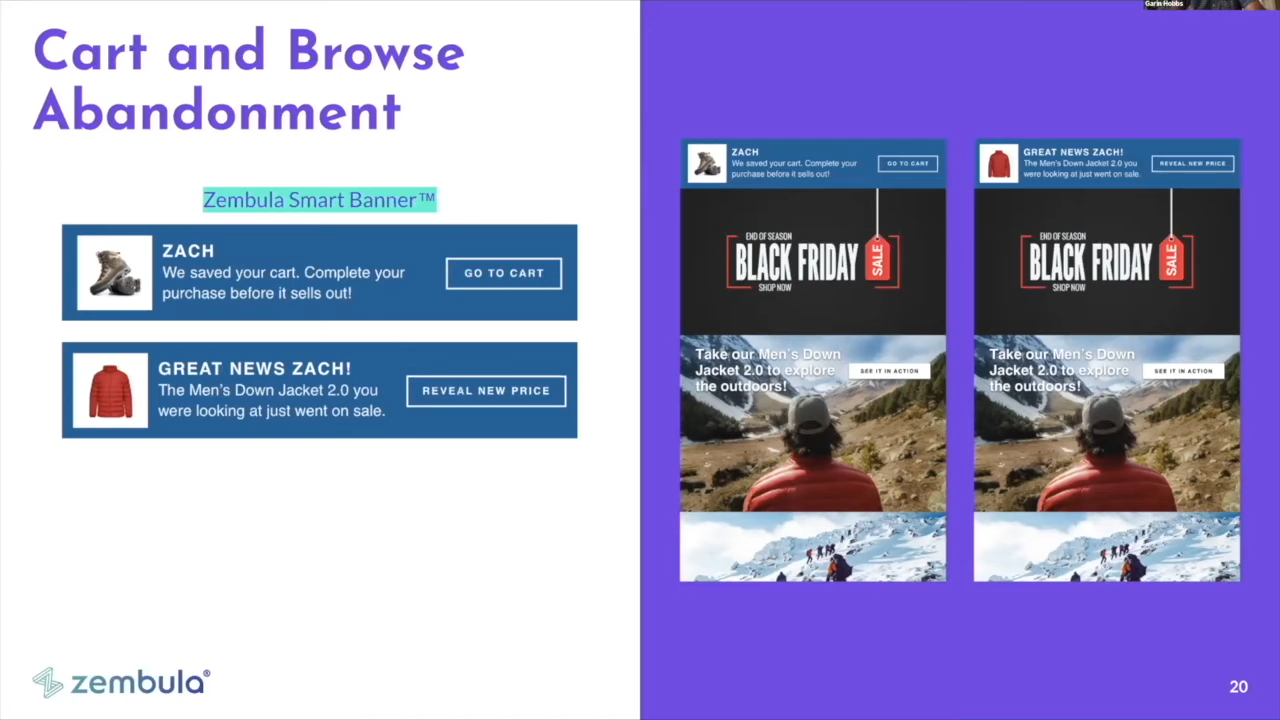 Garin Hobbs
Cart and Browse
Abandonment
Zembula Smart Banner™
ZACH
We saved your cart. Complete your
purchase before it sells out!
GO TO CART
GREAT NEWS ZACH!
The Men's Down Jacket 2.0 you
were looking at just went on sale.
REVEAL NEW PRICE
zembula®
ZACH
We saved your cart. Complete your
purchase before it sells out!
GO TO CART
END OF SEASON
BLACK FRIDAY
SALE
SHOP NOW
Take our Men's Down
Jacket 2.0 to explore
the outdoors!
SEE IT IN ACTION
GREAT NEWS ZACH!
The Men's Down Jacket 2.0 you
were looking at just went on sale.
REVEAL NEW PRICE
END OF SEASON
BLACK FRIDAY
SALE
SHOP NOW
Take our Men's Down
Jacket 2.0 to explore
the outdoors!
SEE IT IN ACTION
20